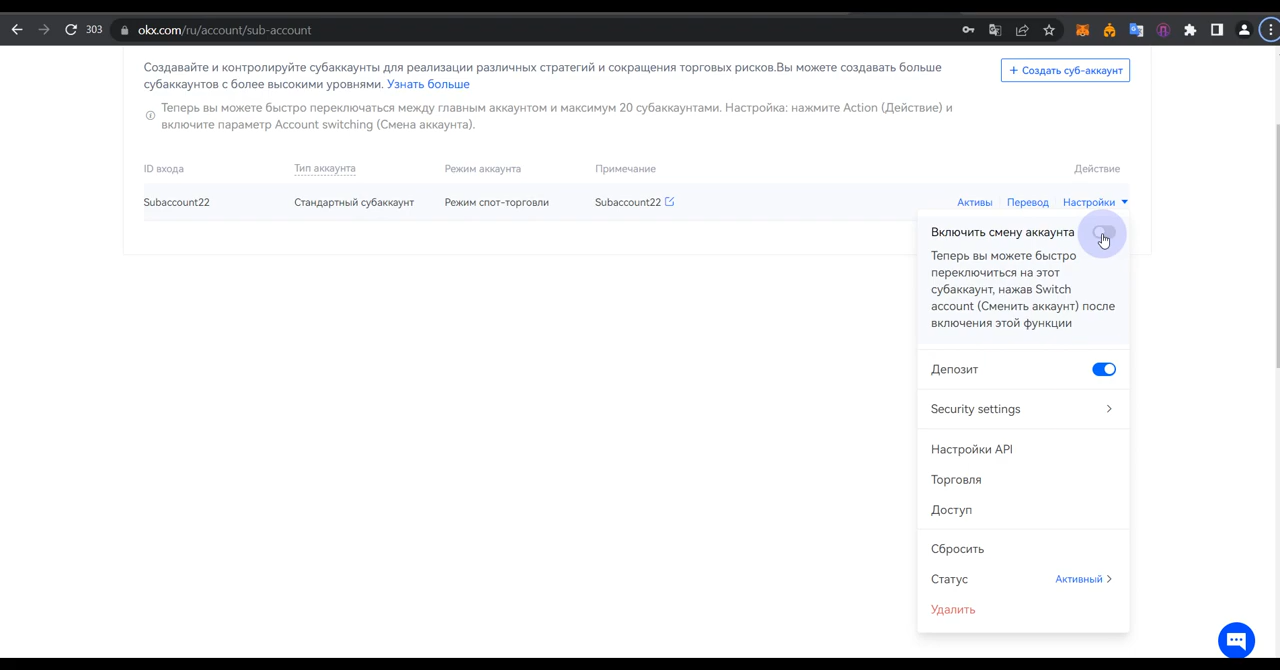 303
okx.com/ru/account/sub-account
Создавайте и контролируйте субаккаунты для реализации различных стратегий и сокращения торговых рисков.Вы можете создавать больше
субаккаунтов с более высокими уровнями. Узнать больше
+ Создать суб-аккаунт
Теперь вы можете быстро переключаться между главным аккаунтом и максимум 20 субаккаунтами. Настройка: нажмите Action (Действие) и
включите параметр Account switching (Смена аккаунта).
ID входа Тип аккаунта Режим аккаунта Примечание Действие
Subaccount22 Стандартный субаккаунт Режим спот-торговли Subaccount22 Активы Перевод Настройки
Включить смену аккаунта
Теперь вы можете быстро
переключиться на этот
субаккаунт, нажав Switch
account (Сменить аккаунт) после
включения этой функции
Депозит
Security settings
Настройки API
Торговля
Доступ
Сбросить
Статус Активный
Удалить